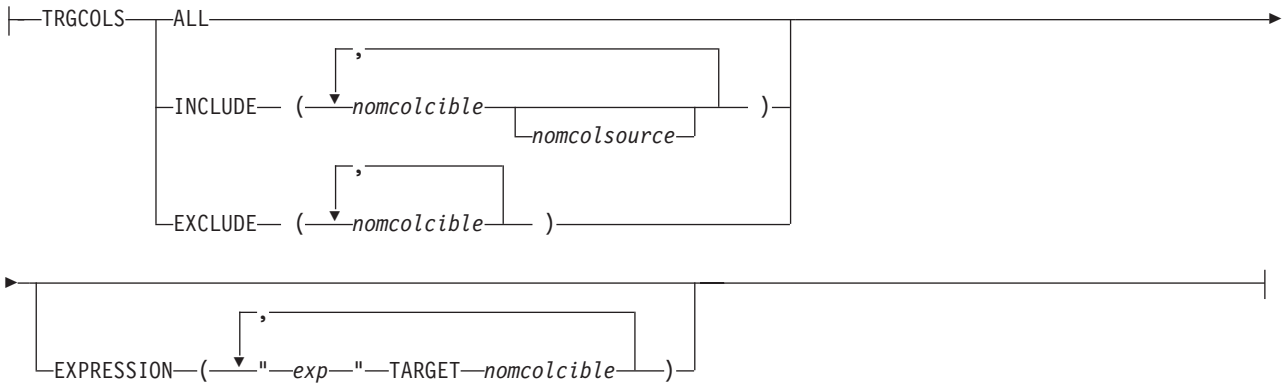 TRGCOLS ALL
,
INCLUDE ( nomcolcible )
nomcolsource
,
EXCLUDE ( nomcolcible )
,
EXPRESSION ( " exp " TARGET nomcolcible )